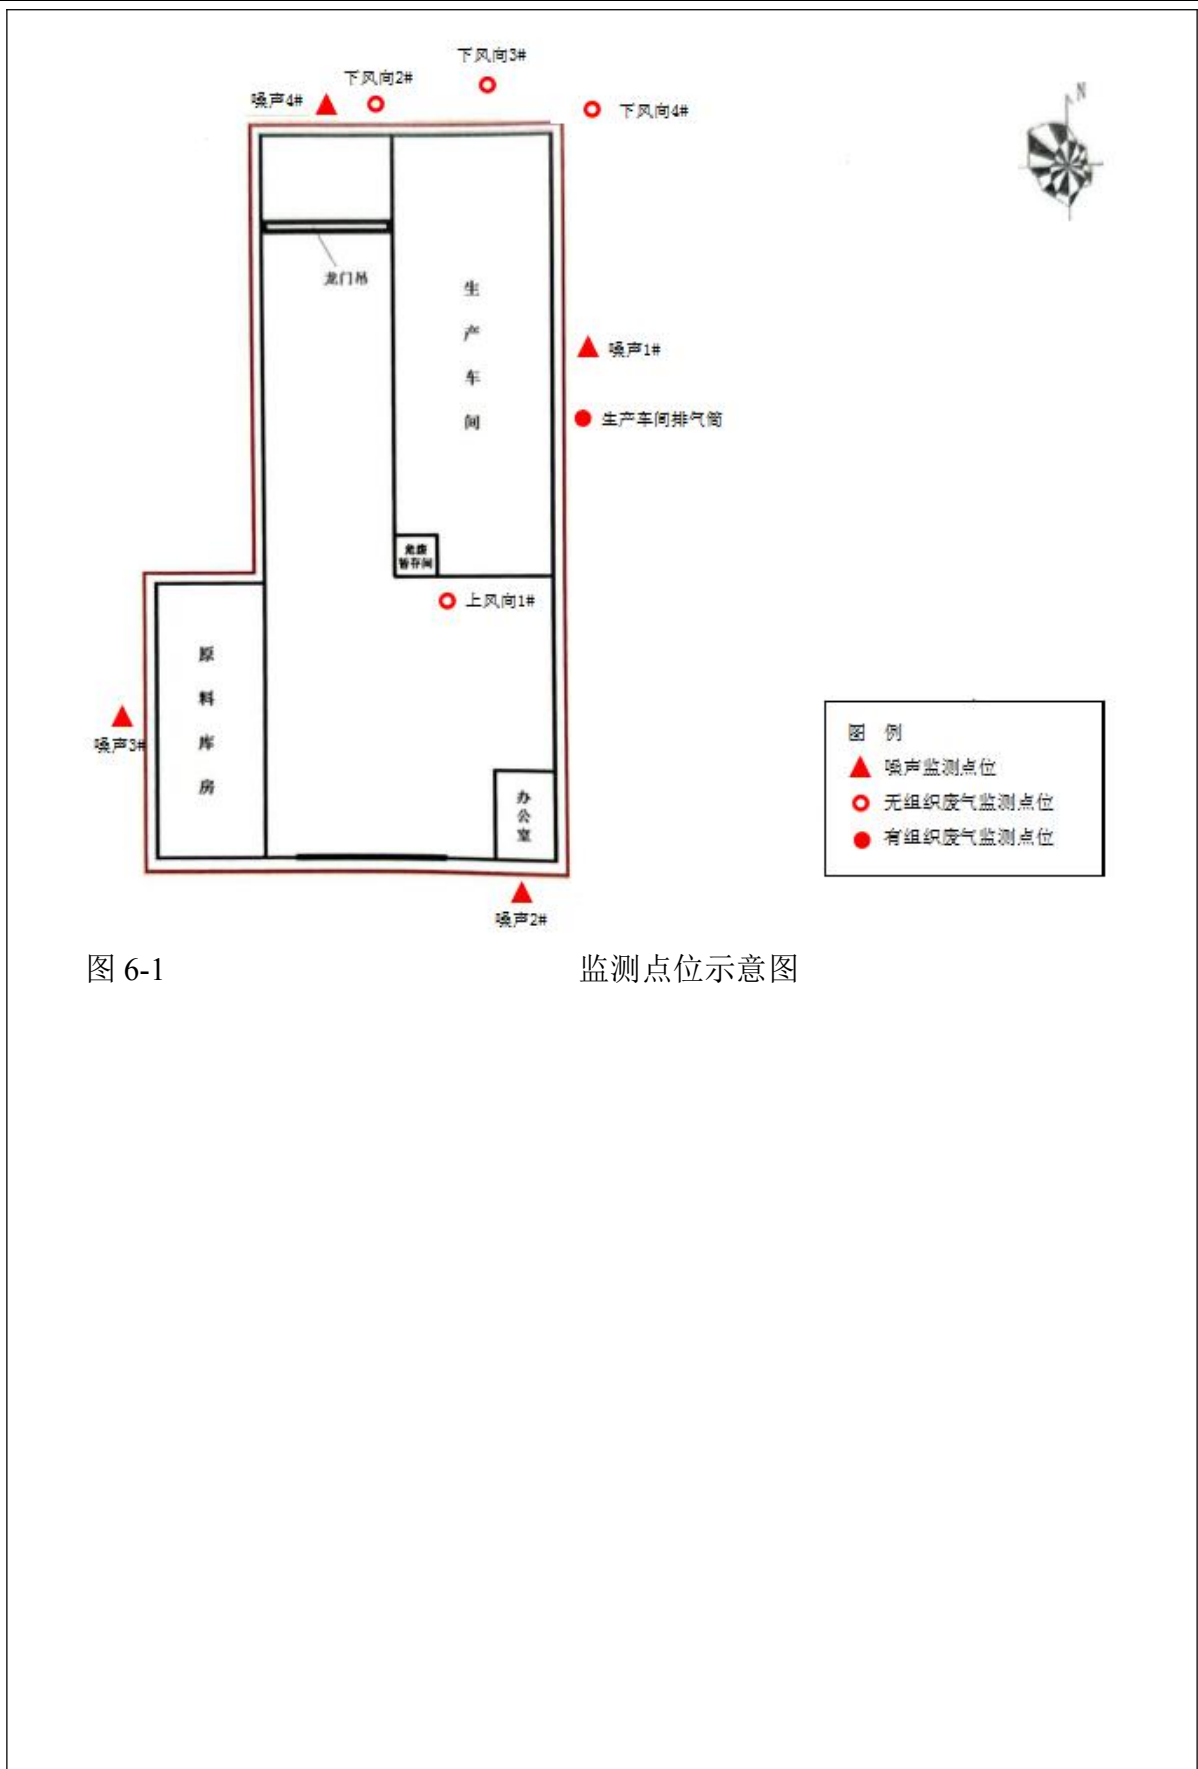 下风向3#
下风向2#
噪声4#
下风向4#
N
龙门吊
生产车间
噪声1#
生产车间排气筒
危废
暂存间
上风向1#
原料库房
噪声3#
办公室
噪声2#
图 例
噪声监测点位
无组织废气监测点位
有组织废气监测点位
图 6-1 监测点位示意图